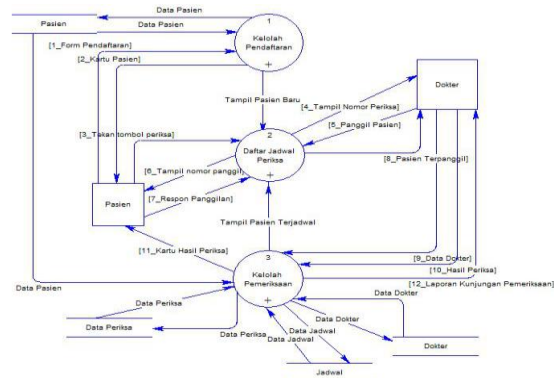 Data Pasien
Pasien
Data Pasien
1
Kelolah
Pendaftaran
+
[1_Form Pendaftaran]
[2_Kartu Pasien]
Tampil Pasien Baru
[4_Tampil Nomor Periksa]
Dokter
[5_Panggil Pasien]
[3_Tekan tombol periksa]
2
Daftar Jadwal
Periksa
+
[8_Pasien Terpanggil]
[6_Tampil nomor panggil]
Pasien
[7_Respon Panggilan]
Tampil Pasien Terjadwal
[11_Kartu Hasil Periksa]
3
Kelolah
Pemeriksaan
+
[9_Data Dokter]
[10_Hasil Periksa]
[12_Laporan Kunjungan Pemeriksaan]
Data Pasien
Data Periksa
Data Periksa
Data Periksa
Data Dokter
Data Dokter
Data Jadwal
Data Jadwal
Dokter
Jadwal